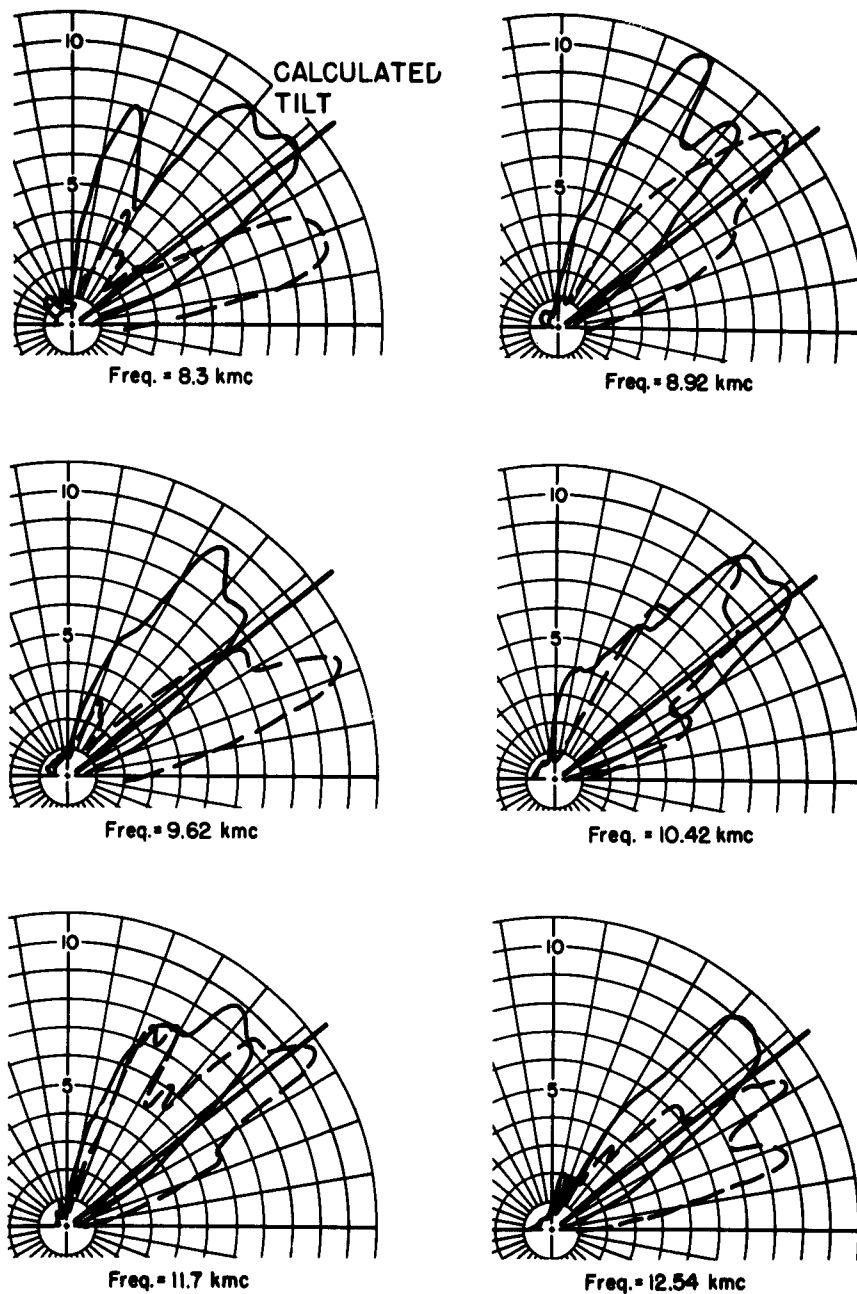 10
CALCULATED
TILT
5
Freq. = 8.3 kmc
10
5
Freq. = 8.92 kmc
10
5
Freq. = 9.62 kmc
10
5
Freq. = 10.42 kmc
10
5
Freq. = 11.7 kmc
10
5
Freq. = 12.54 kmc